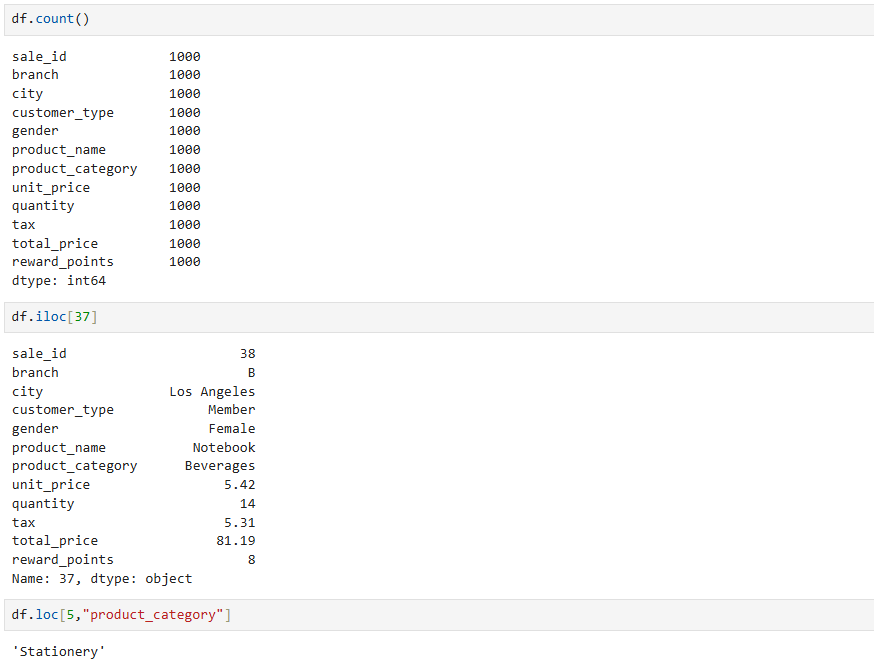 df.count()
sale_id 1000
branch 1000
city 1000
customer_type 1000
gender 1000
product_name 1000
product_category 1000
unit_price 1000
quantity 1000
tax 1000
total_price 1000
reward_points 1000
dtype: int64
df.iloc[37]
sale_id 38
branch B
city Los Angeles
customer_type Member
gender Female
product_name Notebook
product_category Beverages
unit_price 5.42
quantity 14
tax 5.31
total_price 81.19
reward_points 8
Name: 37, dtype: object
df.loc[5,"product_category"]
'Stationery'